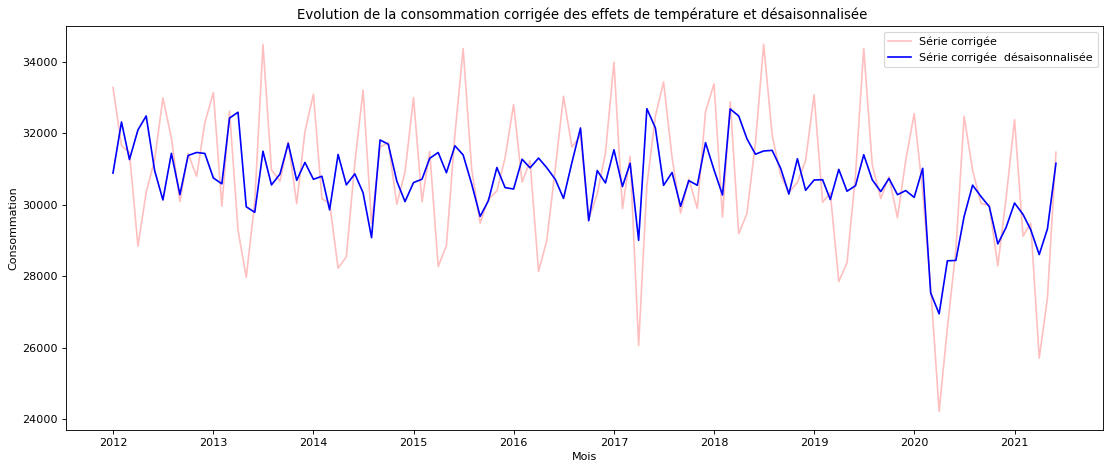 Evolution de la consommation corrigée des effets de température et désaisonnalisée
Série corrigée
Série corrigée  désaisonnalisée
Consommation
34000
32000
30000
28000
26000
24000
2012 2013 2014 2015 2016 2017 2018 2019 2020 2021
Mois